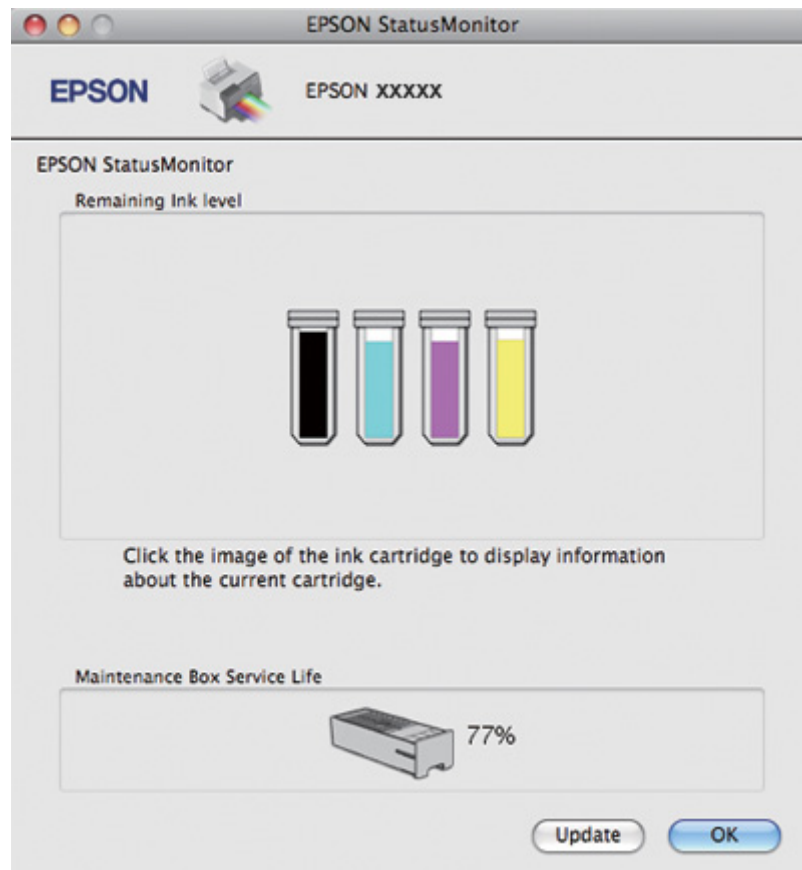 EPSON StatusMonitor
EPSON
EPSON XXXXX
EPSON StatusMonitor
Remaining Ink level
Click the image of the ink cartridge to display information
about the current cartridge.
Maintenance Box Service Life
77%
Update
OK